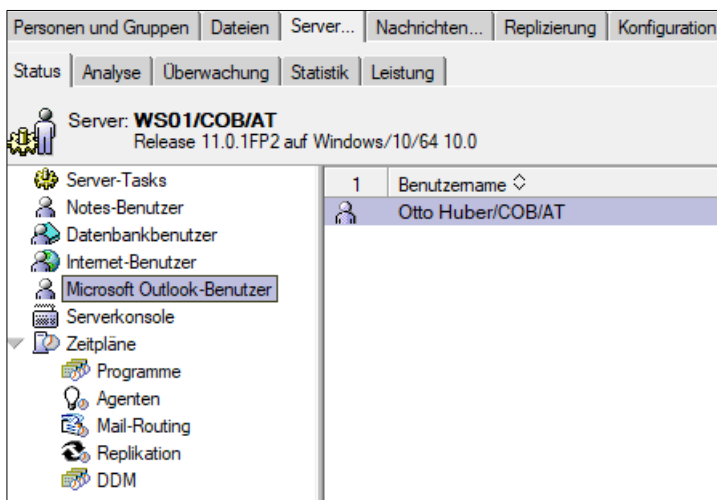 Personen und Gruppen Dateien Server... Nachrichten... Replizierung Konfiguration
Status Analyse Überwachung Statistik Leistung
Server: WS01/COB/AT
Release 11.0.1FP2 auf Windows/10/64 10.0
Server-Tasks
Notes-Benutzer
Datenbankbenutzer
Internet-Benutzer
Microsoft Outlook-Benutzer
Serverkonsole
Zeitpläne
Programme
Agenten
Mail-Routing
Replikation
DDM
1 Benutzername
Otto Huber/COB/AT